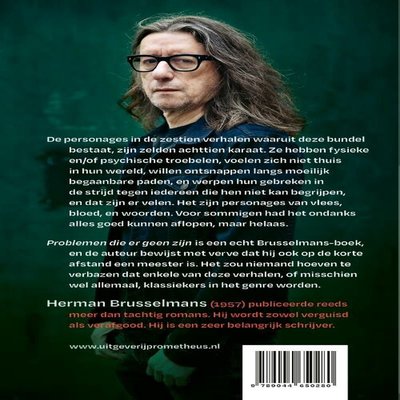 De personages in de zestien verhalen waaruit deze bundel
bestaat, zijn zelden achttien karaat. Ze hebben fysieke
en/of psychische troebelen, voelen zich niet thuis
in hun wereld, willen ontsnappen langs moeilijk
begaanbare paden, en werpen hun gebreken in
de strijd tegen iedereen die hen niet kan begrijpen,
en dat zijn er velen. Het zijn personages van vlees,
bloed, en woorden. Voor sommigen had het ondanks
alles goed kunnen aflopen, maar helaas.
Problemen die er geen zijn is een echt Brusselmans-boek,
en de auteur bewijst met verve dat hij ook op de korte
afstand een meester is. Het zou niemand hoeven te
verbazen dat enkele van deze verhalen, of misschien
wel allemaal, klassiekers in het genre worden.
Herman Brusselmans (1957) publiceerde reeds
meer dan tachtig romans. Hij wordt zowel verguisd
als verafgood. Hij is een zeer belangrijk schrijver.
www.uitgeverijprometheus.nl
9789044650280